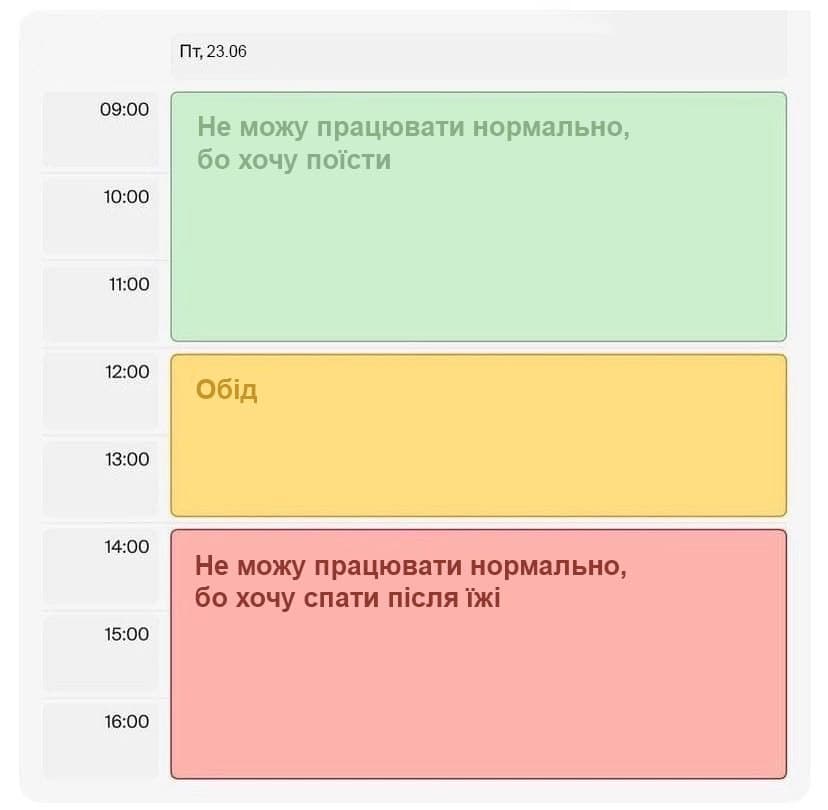 Пт, 23.06
09:00
Не можу працювати нормально,
бо хочу поїсти
10:00
11:00
12:00
Обід
13:00
14:00
Не можу працювати нормально,
бо хочу спати після їжі
15:00
16:00